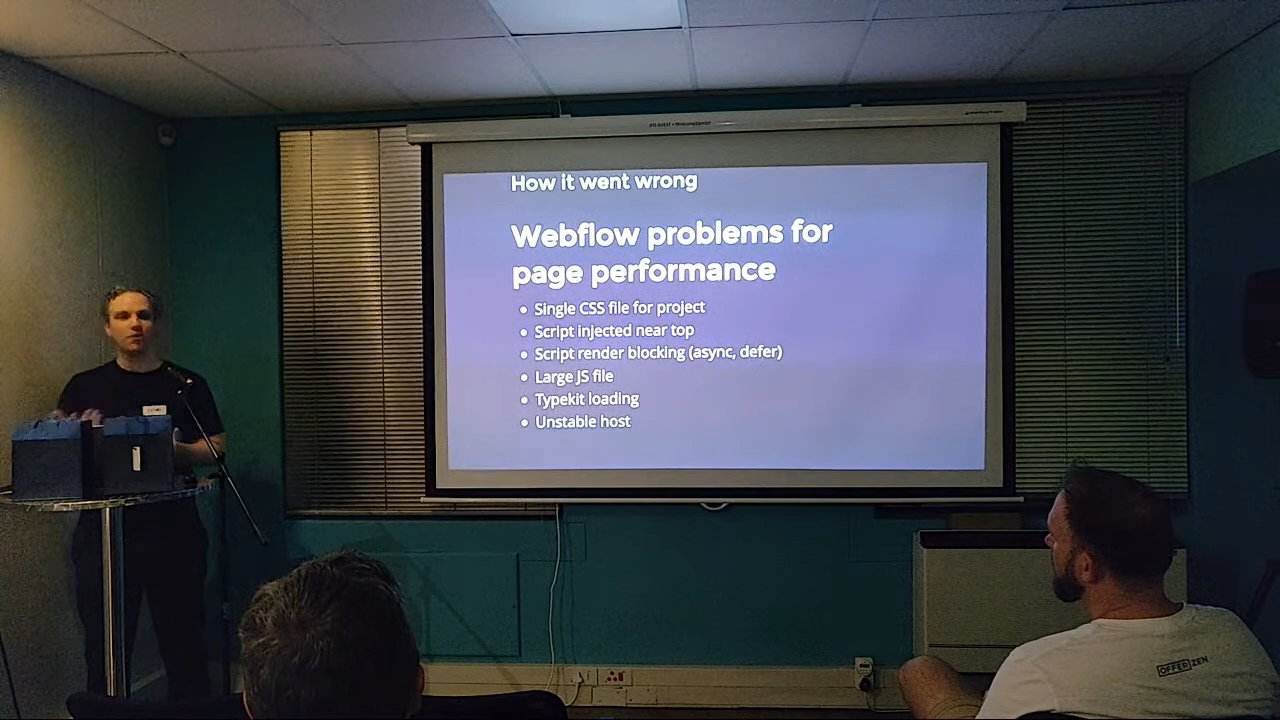 How it went wrong
Webflow problems for
page performance
• Single CSS file for project
• Script injected near top
• Script render blocking (async, defer)
• Large JS file
• Typekit loading
• Unstable host
OFFERZEN